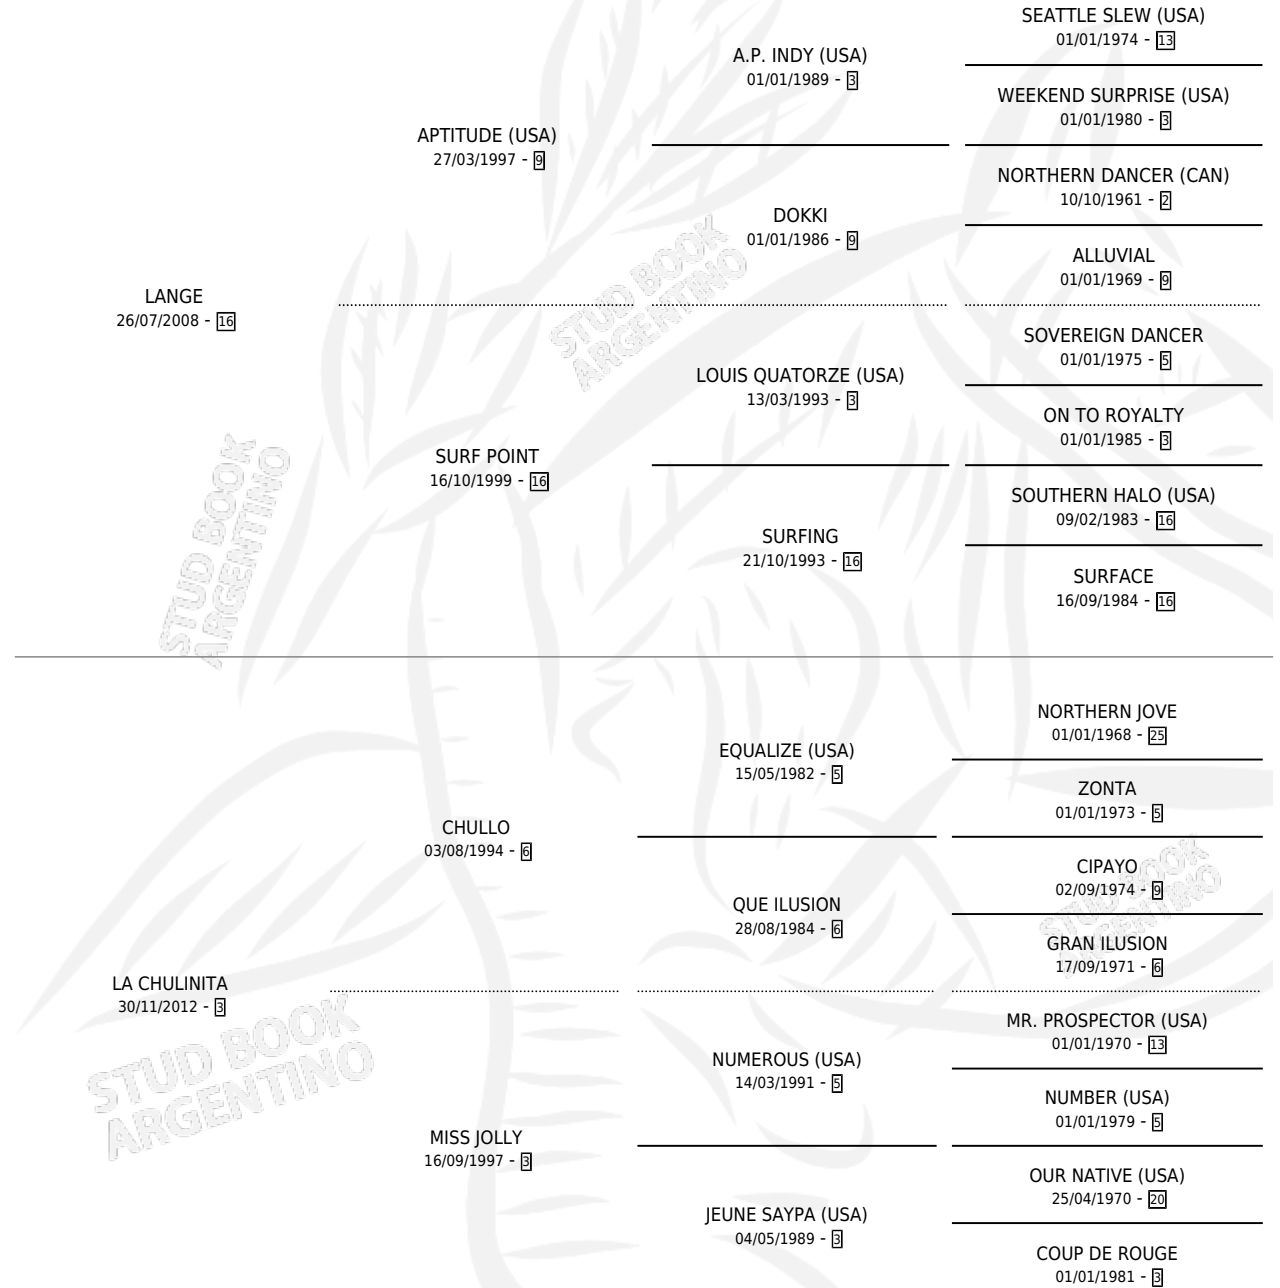 SEATTLE SLEW (USA)
01/01/1974 - 13
A.P. INDY (USA)
01/01/1989 - 3
WEEKEND SURPRISE (USA)
01/01/1980 - 3
APTITUDE (USA)
27/03/1997 - 9
NORTHERN DANCER (CAN)
10/10/1961 - 2
DOKKI
01/01/1986 - 9
ALLUVIAL
01/01/1969 - 9
LANGE
26/07/2008 - 16
SOVEREIGN DANCER
01/01/1975 - 5
LOUIS QUATORZE (USA)
13/03/1993 - 3
ON TO ROYALTY
01/01/1985 - 3
SURF POINT
16/10/1999 - 16
SOUTHERN HALO (USA)
09/02/1983 - 16
SURFING
21/10/1993 - 16
SURFACE
16/09/1984 - 16
STUD BOOK
ARGENTINO
STUD BOOK
ARGENTINO
NORTHERN JOVE
01/01/1968 - 25
EQUALIZE (USA)
15/05/1982 - 5
ZONTA
01/01/1973 - 5
CHULLO
03/08/1994 - 6
CIPAYO
02/09/1974 - 9
QUE ILUSION
28/08/1984 - 6
GRAN ILUSION
17/09/1971 - 6
STUD BOOK
ARGENTINO
LA CHULINITA
30/11/2012 - 3
MR. PROSPECTOR (USA)
01/01/1970 - 13
NUMEROUS (USA)
14/03/1991 - 5
NUMBER (USA)
01/01/1979 - 5
STUD BOOK
ARGENTINO
MISS JOLLY
16/09/1997 - 3
OUR NATIVE (USA)
25/04/1970 - 20
JEUNE SAYPA (USA)
04/05/1989 - 3
COUP DE ROUGE
01/01/1981 - 3